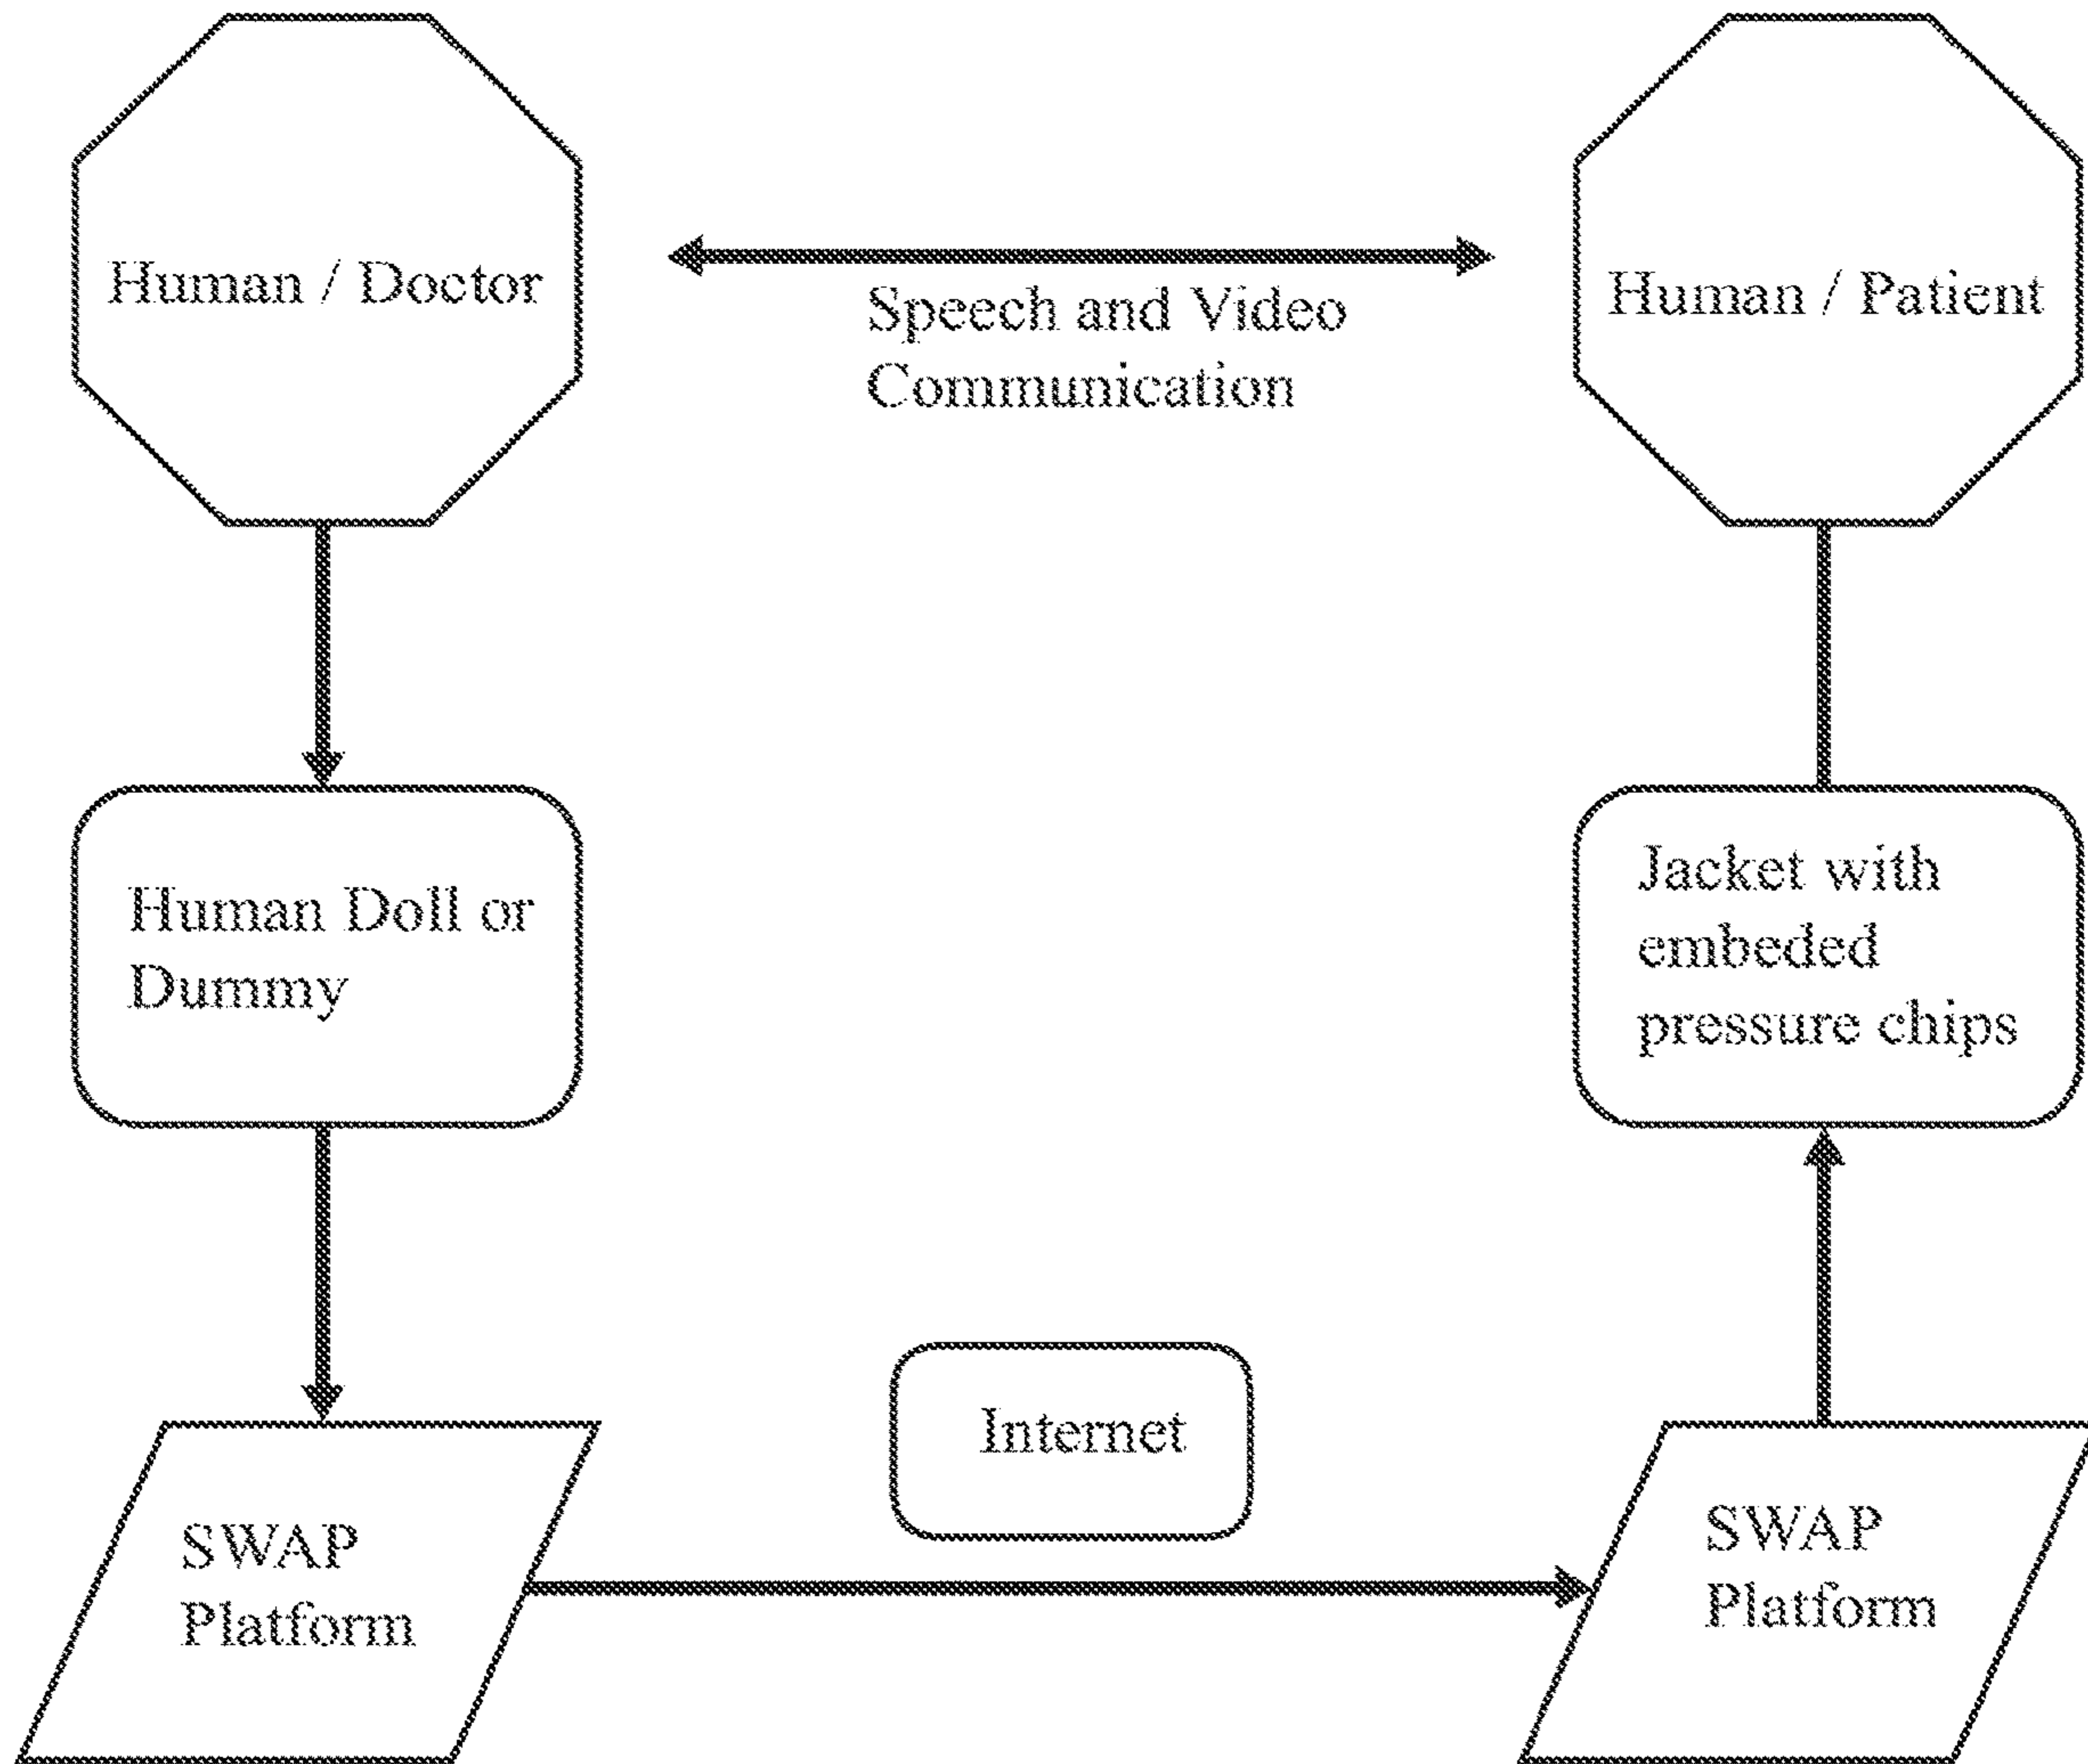 Human / Doctor
Speech and Video
Communication
Human / Patient
Human Doll or
Dummy
Jacket with
embeded
pressure chips
Internet
SWAP
Platform
SWAP
Platform